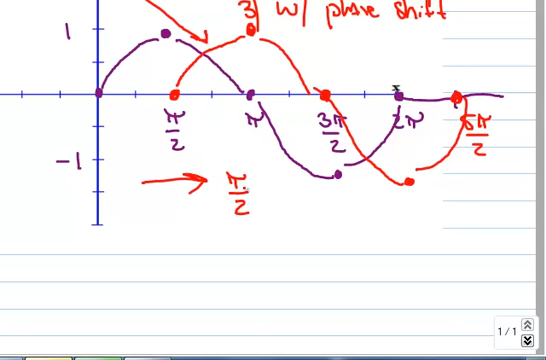 3) w/ phase shift
1
π/2 π 3π/2 2π 5π/2
-1
→ π/2
1 / 1